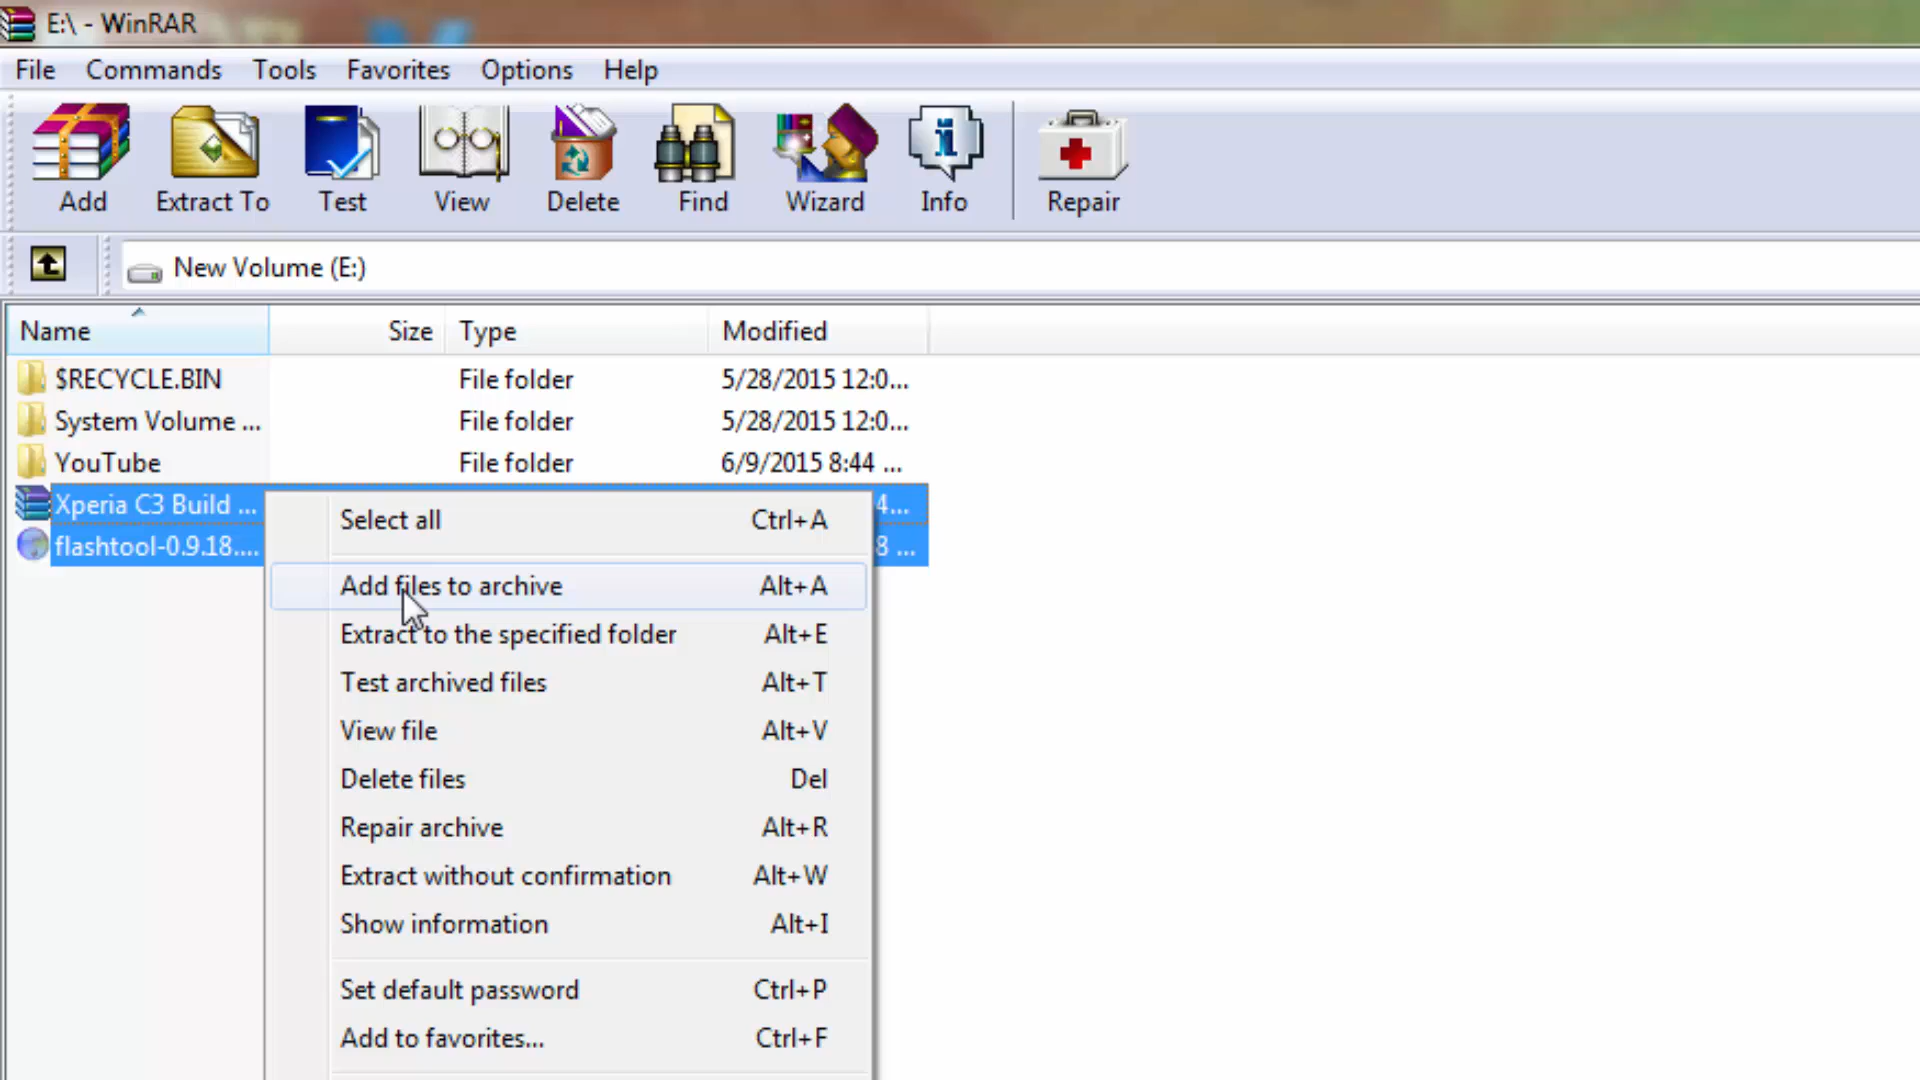 E:\ - WinRAR
File Commands Tools Favorites Options Help
Add Extract To Test View Delete Find Wizard Info Repair
New Volume (E:)
Name Size Type Modified
$RECYCLE.BIN File folder 5/28/2015 12:0...
System Volume ... File folder 5/28/2015 12:0...
YouTube File folder 6/9/2015 8:44 ...
Xperia C3 Build ... 4...
flashtool-0.9.18.... 8 ...
Select all Ctrl+A
Add files to archive Alt+A
Extract to the specified folder Alt+E
Test archived files Alt+T
View file Alt+V
Delete files Del
Repair archive Alt+R
Extract without confirmation Alt+W
Show information Alt+I
Set default password Ctrl+P
Add to favorites... Ctrl+F